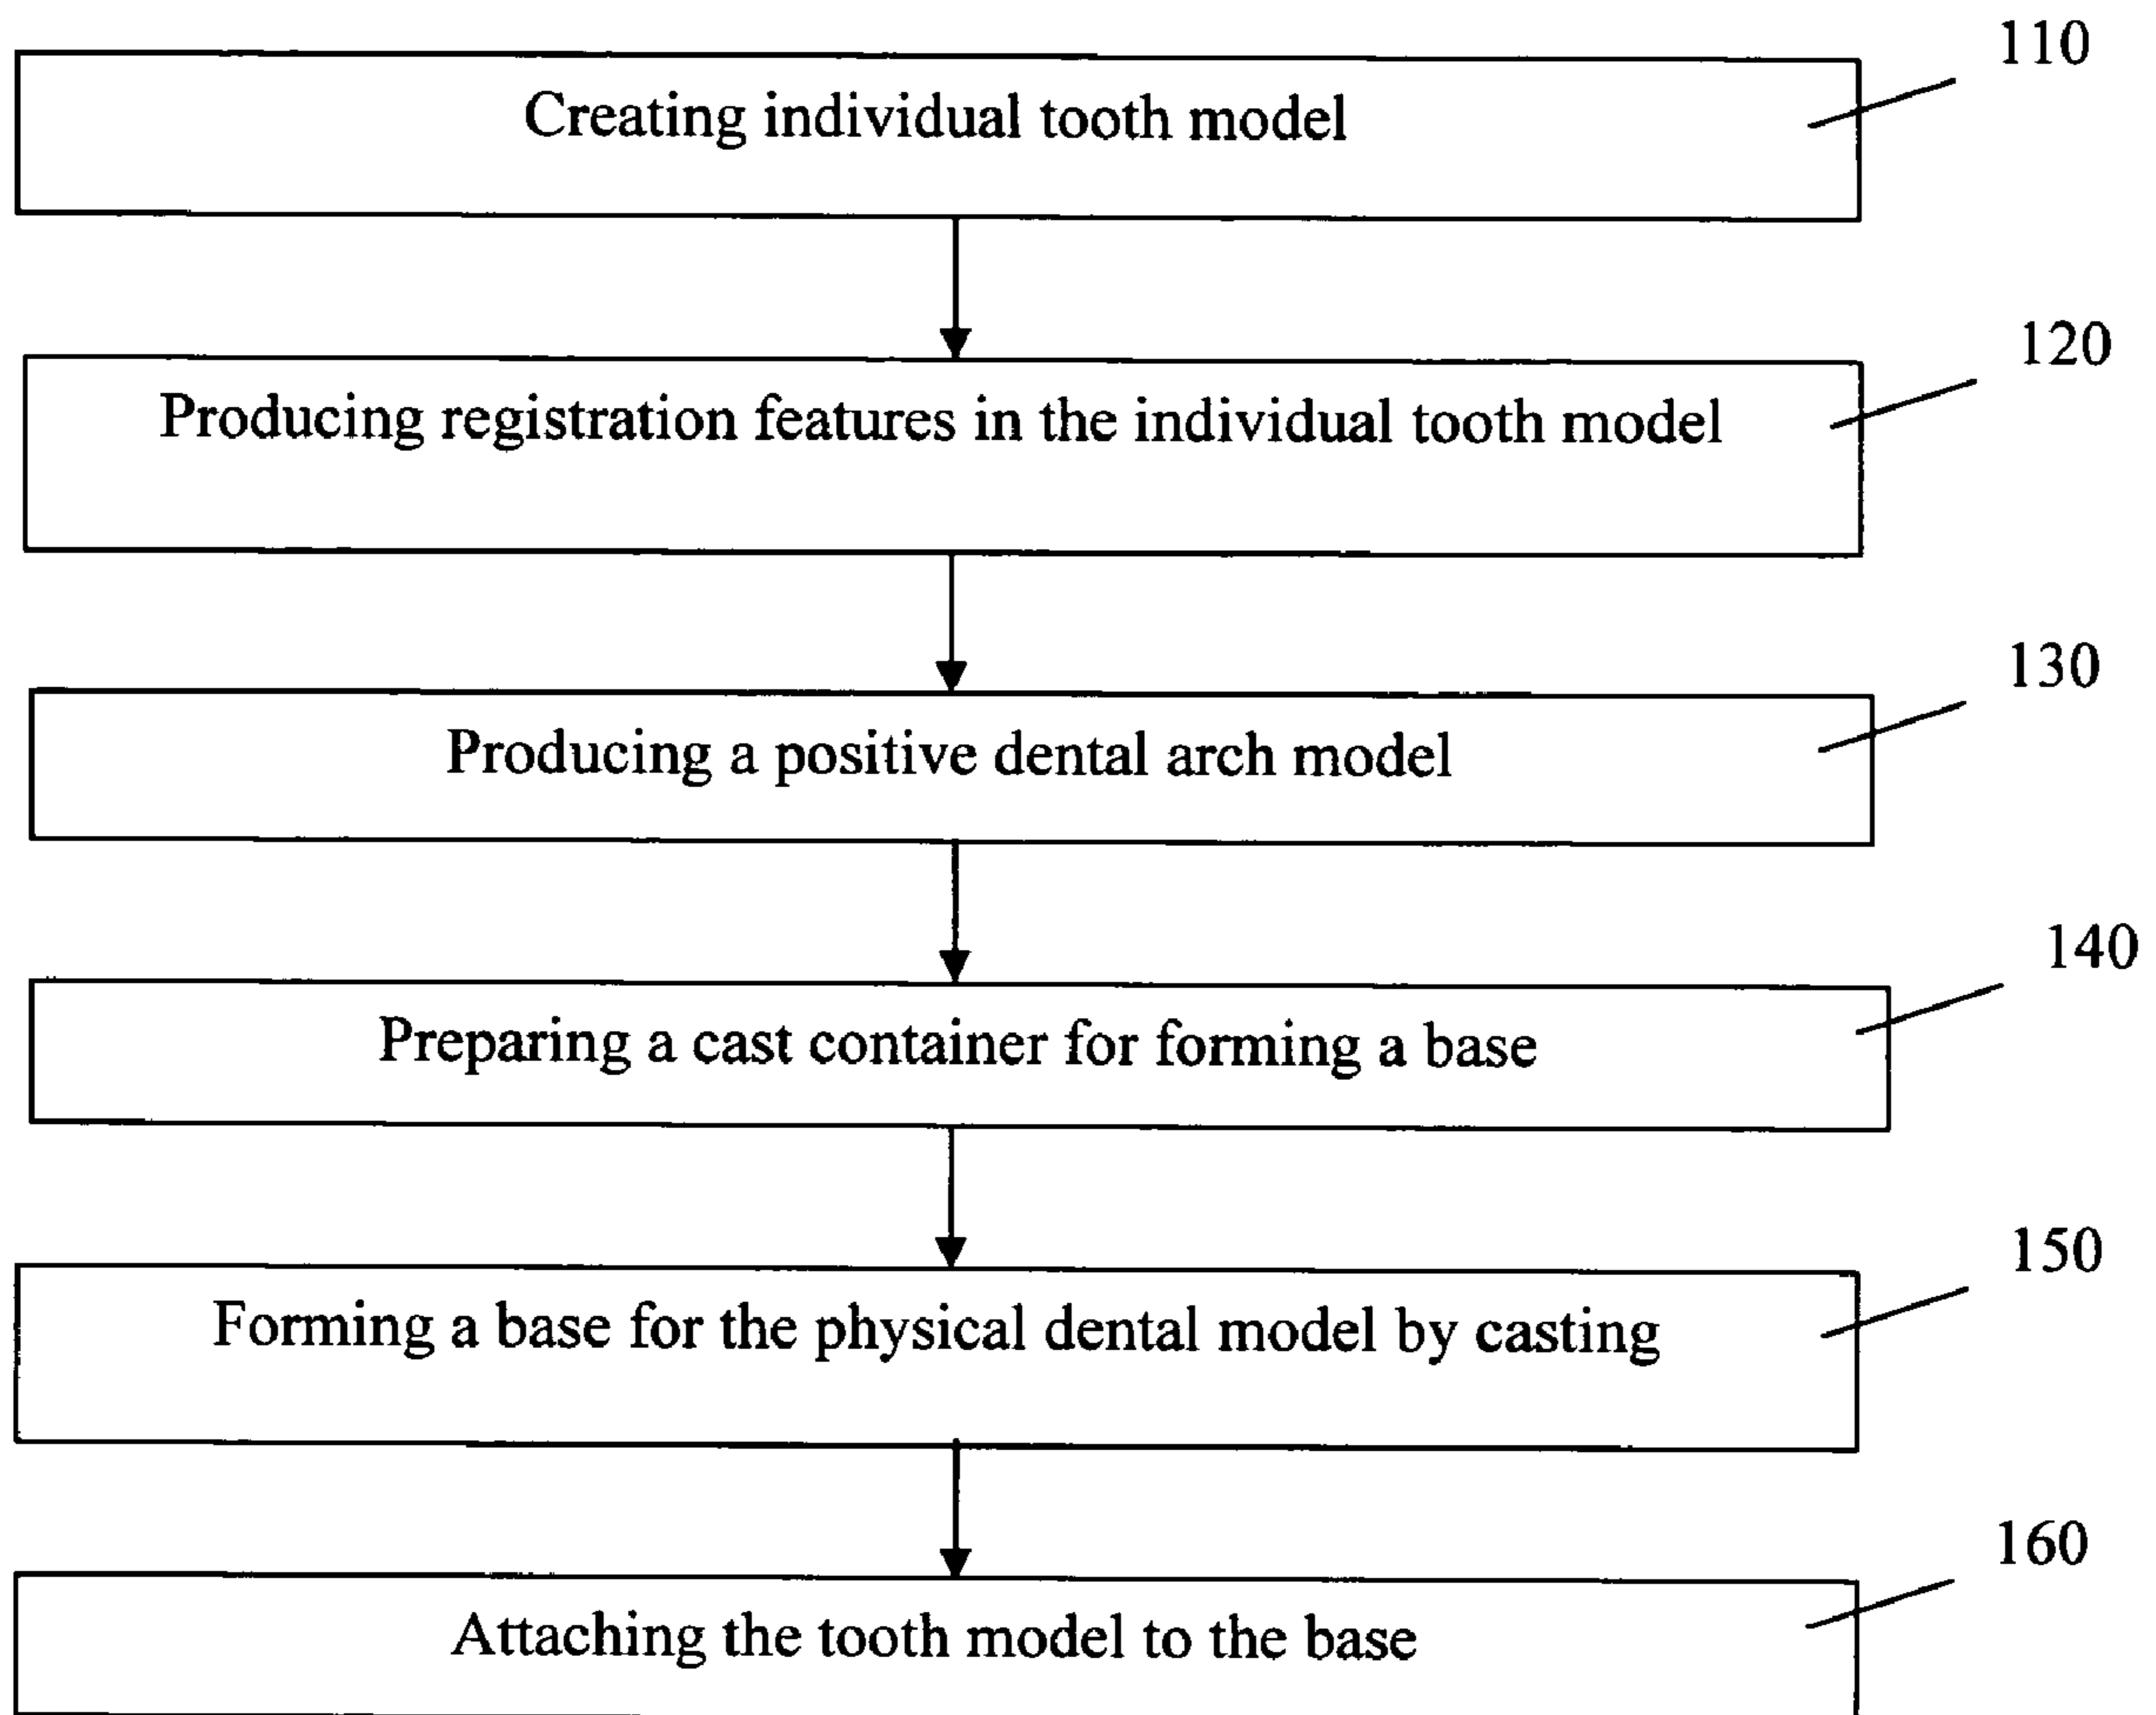 110
Creating individual tooth model
120
Producing registration features in the individual tooth model
130
Producing a positive dental arch model
140
Preparing a cast container for forming a base
150
Forming a base for the physical dental model by casting
160
Attaching the tooth model to the base